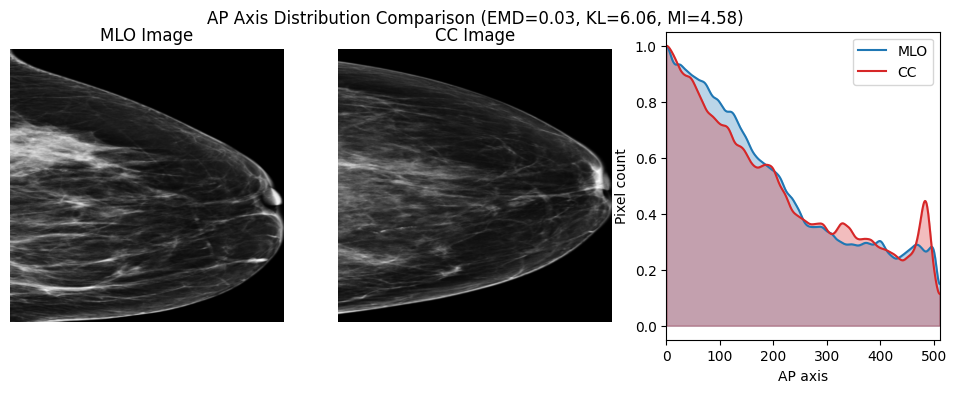 AP Axis Distribution Comparison (EMD=0.03, KL=6.06, MI=4.58)
MLO Image
CC Image
MLO
CC
Pixel count
1.0
0.8
0.6
0.4
0.2
0.0
0 100 200 300 400 500
AP axis